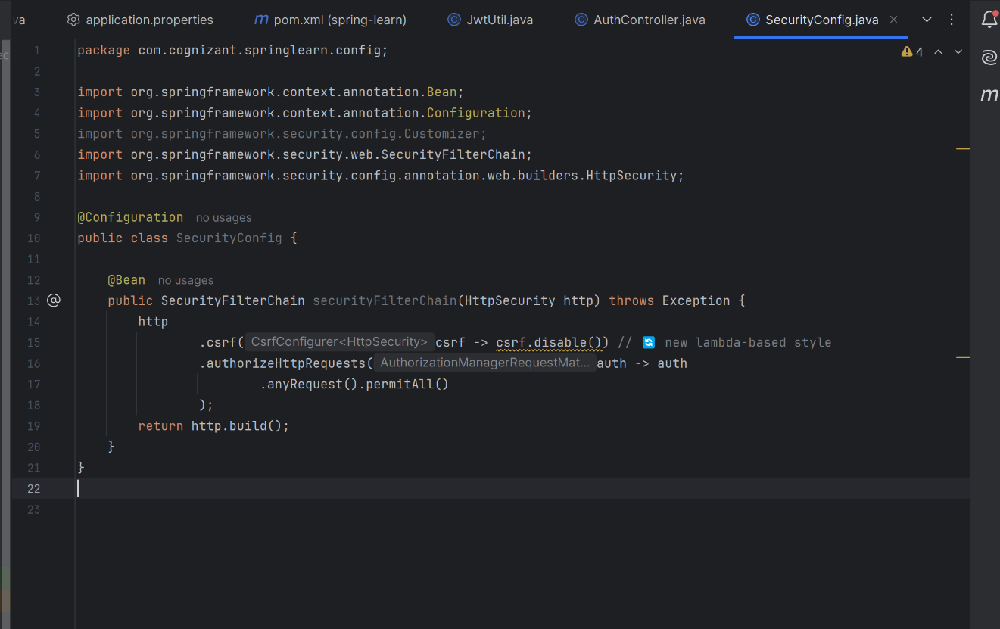 va application.properties m pom.xml (spring-learn) C JwtUtil.java C AuthController.java C SecurityConfig.java
ec
4
m
1 package com.cognizant.springlearn.config;
2
3 import org.springframework.context.annotation.Bean;
4 import org.springframework.context.annotation.Configuration;
5 import org.springframework.security.config.Customizer;
6 import org.springframework.security.web.SecurityFilterChain;
7 import org.springframework.security.config.annotation.web.builders.HttpSecurity;
8
9 @Configuration no usages
10 public class SecurityConfig {
11
12 @Bean no usages
13 public SecurityFilterChain securityFilterChain(HttpSecurity http) throws Exception {
14 http
15 .csrf( CsrfConfigurer<HttpSecurity> csrf -> csrf.disable()) // 🔄 new lambda-based style
16 .authorizeHttpRequests( AuthorizationManagerRequestMat... auth -> auth
17 .anyRequest().permitAll()
18 );
19 return http.build();
20 }
21 }
22
23